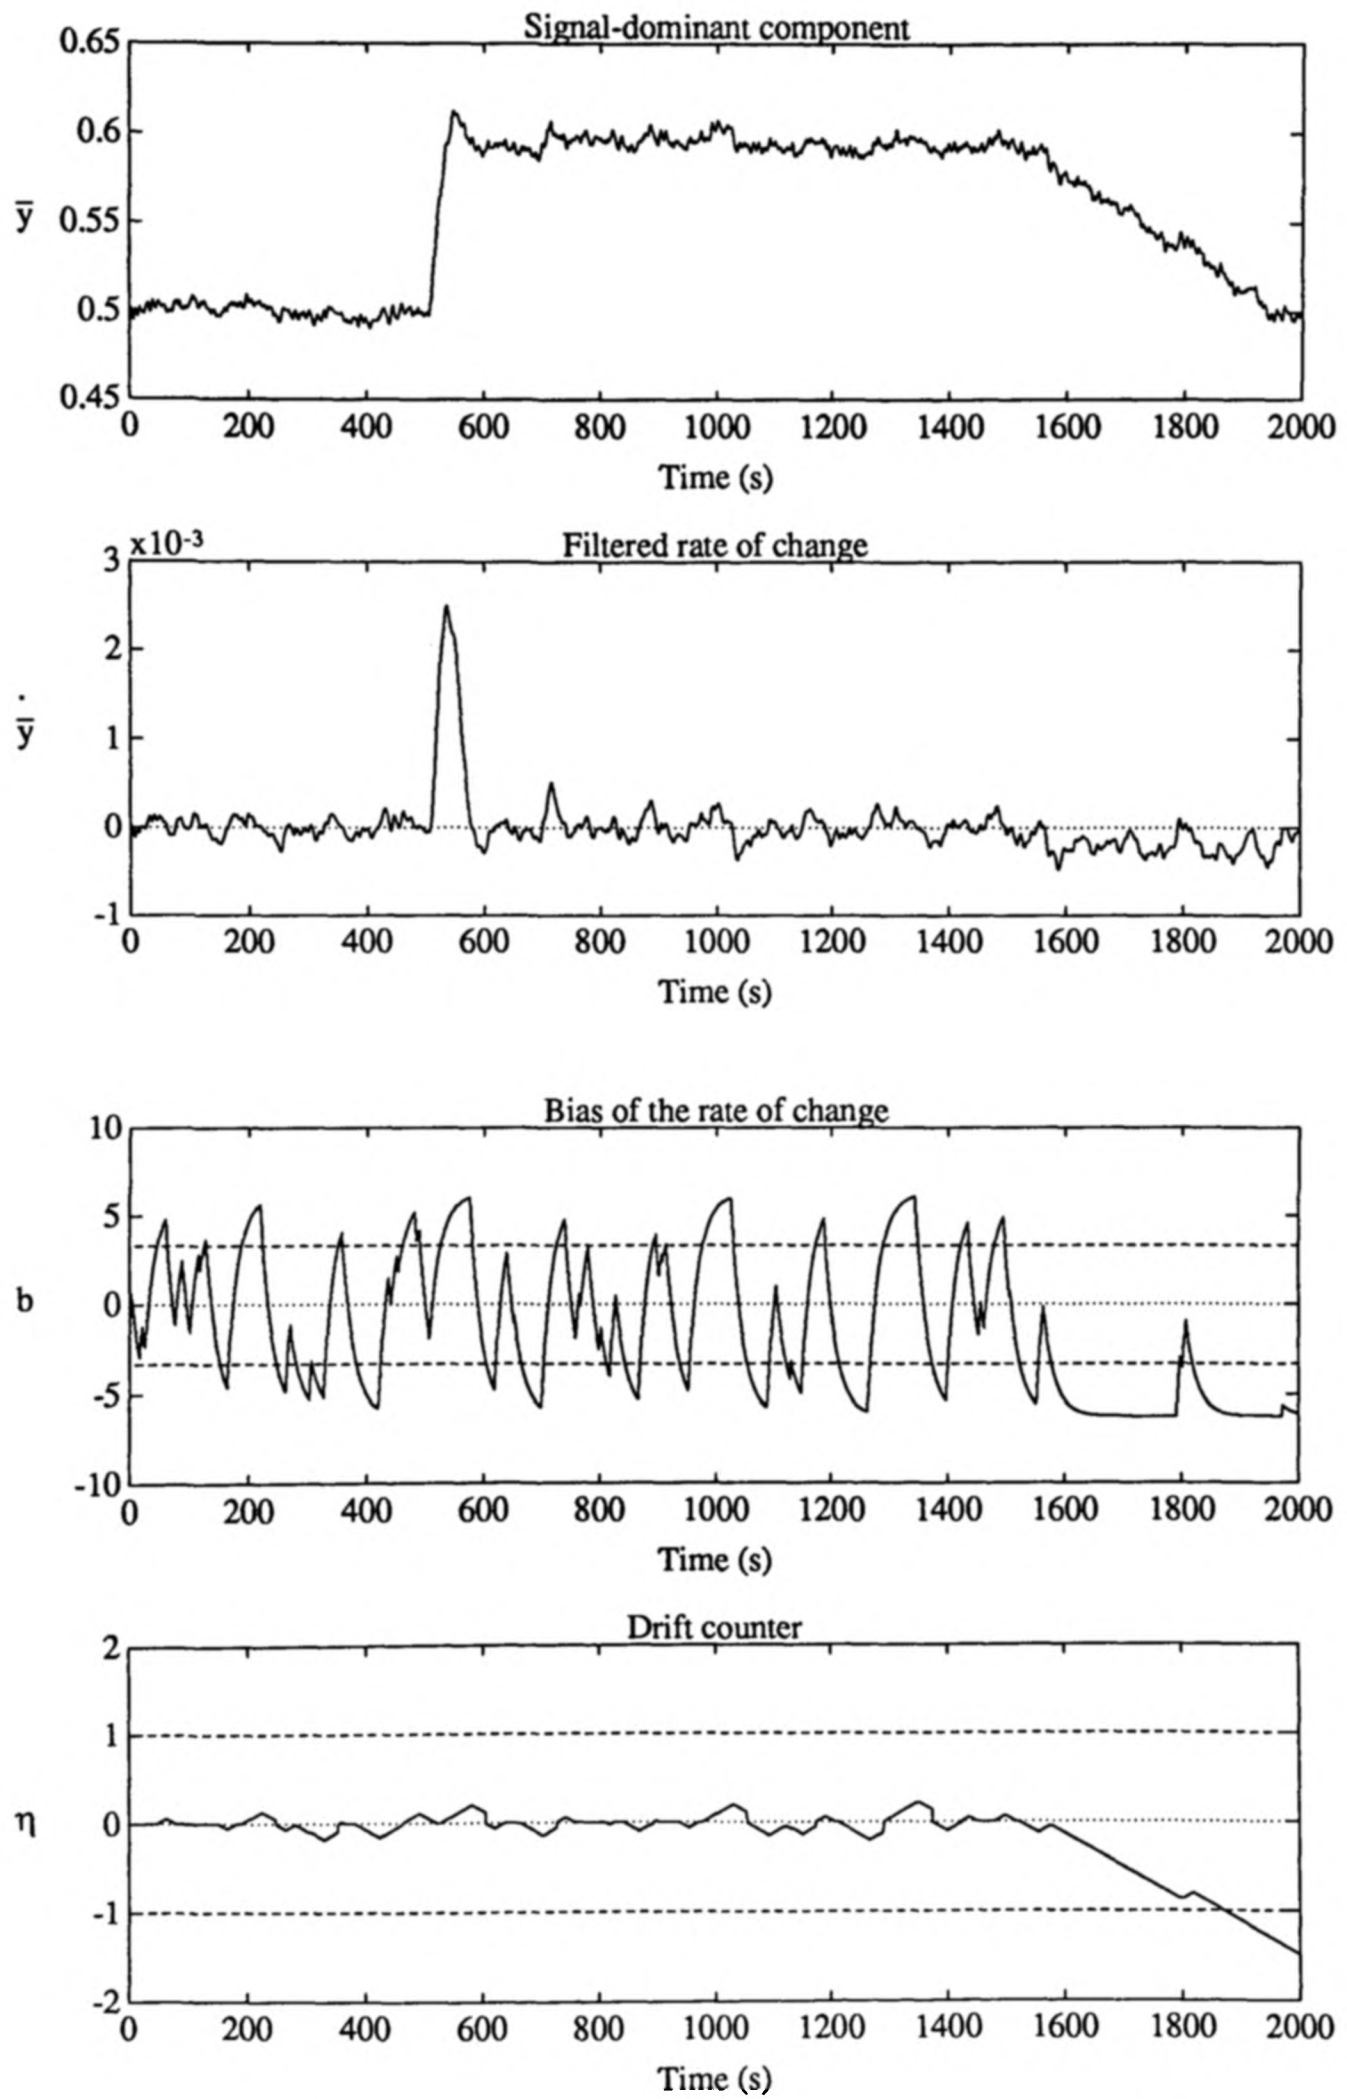 Signal-dominant component
0.65
0.6
ȳ 0.55
0.5
0.45
0 200 400 600 800 1000 1200 1400 1600 1800 2000
Time (s)
x10-3
Filtered rate of change
3
2
ȳ̇ 1
0
-1
0 200 400 600 800 1000 1200 1400 1600 1800 2000
Time (s)
Bias of the rate of change
10
5
b 0
-5
-10
0 200 400 600 800 1000 1200 1400 1600 1800 2000
Time (s)
Drift counter
2
1
η 0
-1
-2
0 200 400 600 800 1000 1200 1400 1600 1800 2000
Time (s)